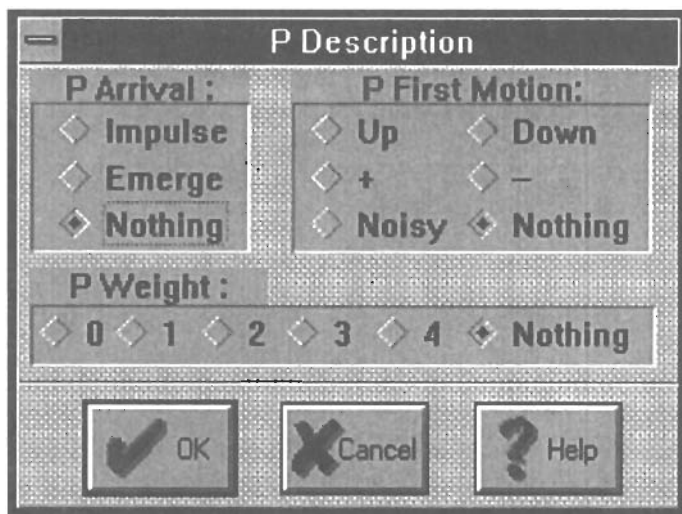 P Description
P Arrival : P First Motion:
Impulse Up Down
Emerge + –
Nothing Noisy Nothing
P Weight :
0 1 2 3 4 Nothing
OK Cancel Help